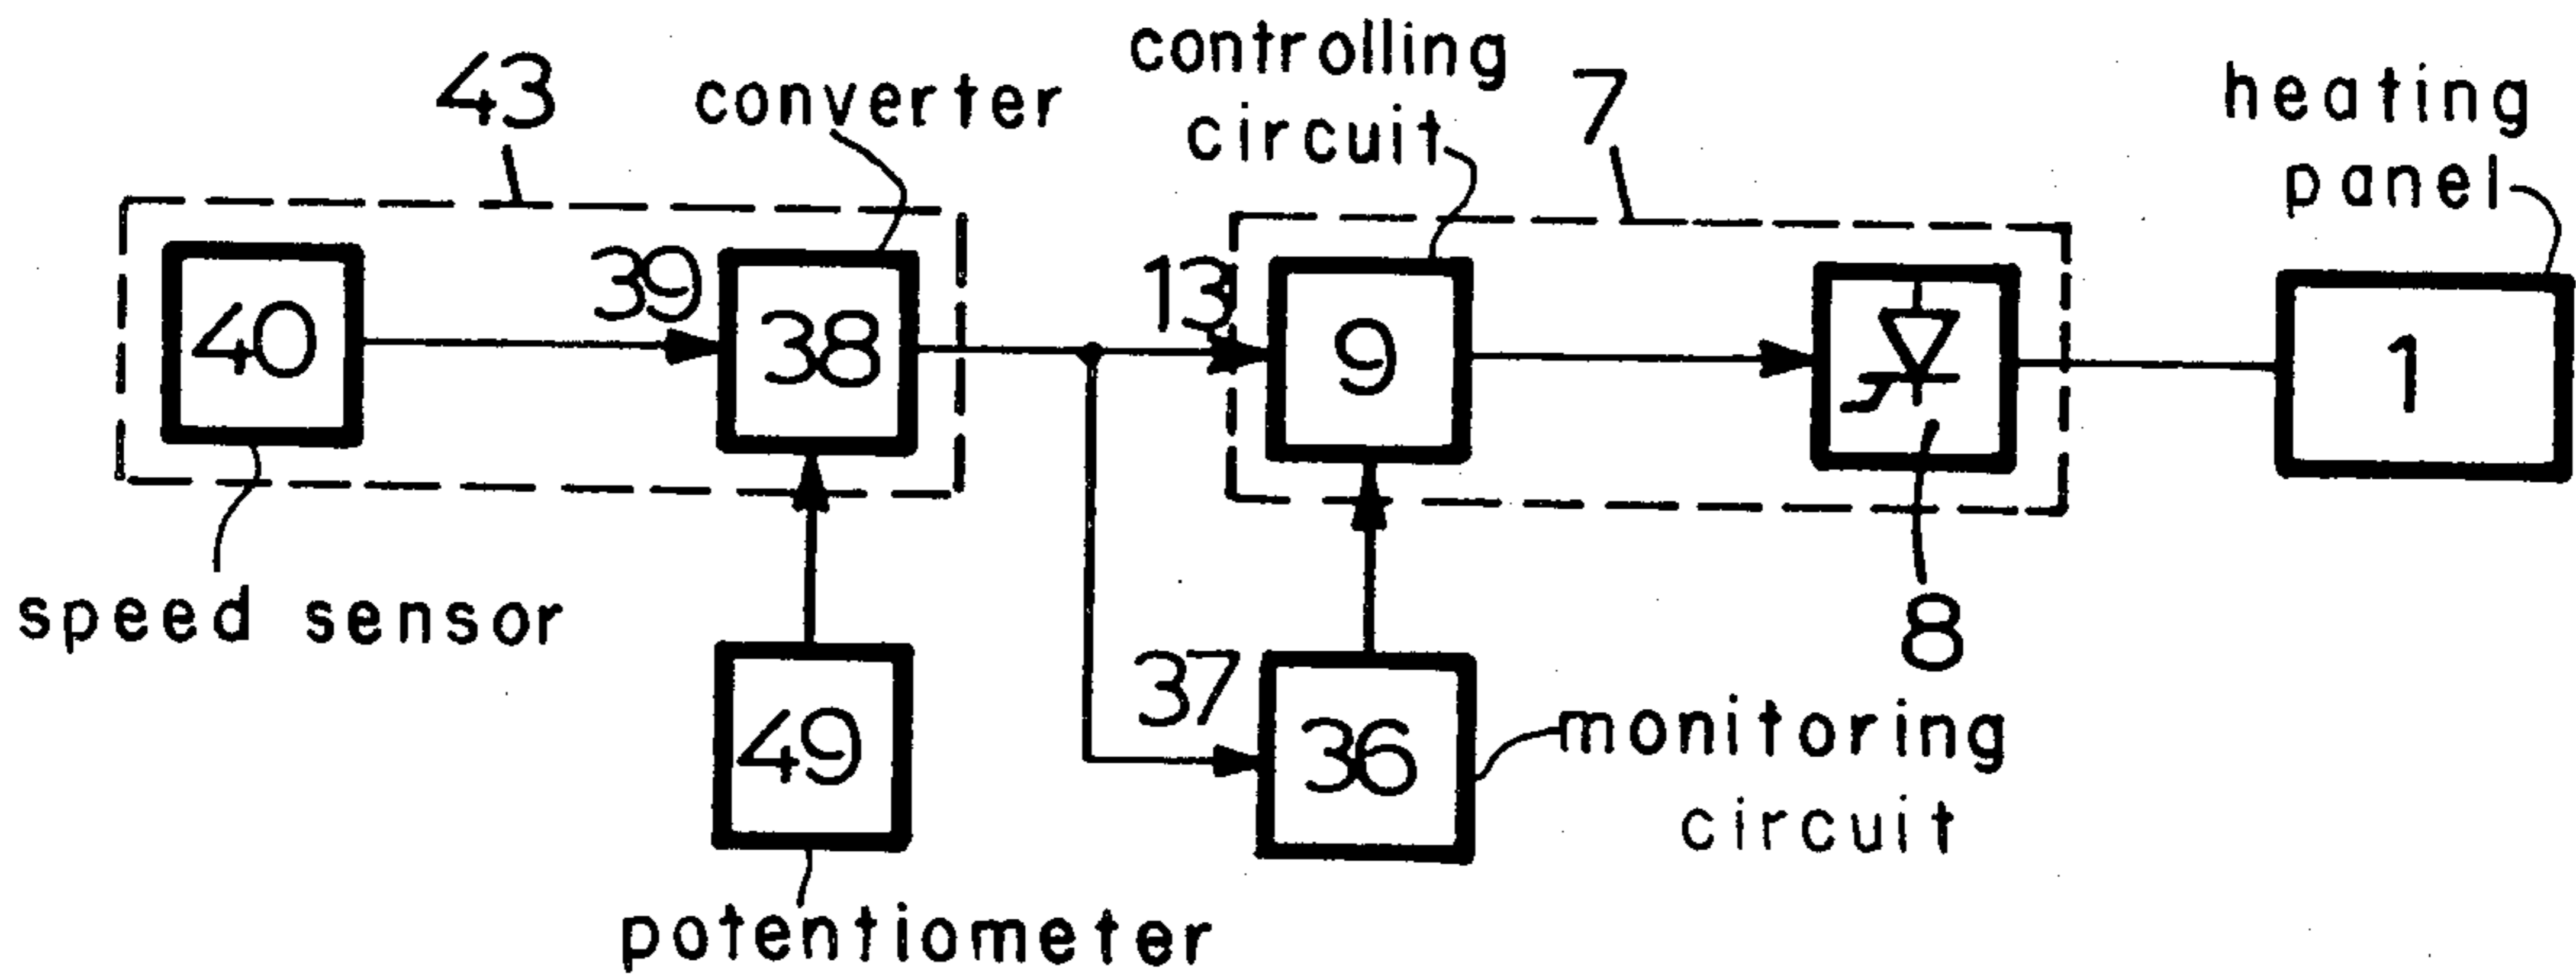 43
converter
controlling
circuit
7
heating
panel
40
39
38
13
9
1
speed sensor
49
37
36
8
monitoring
circuit
potentiometer